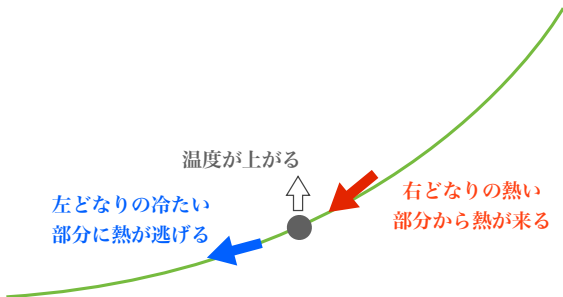 温度が上がる
左どなりの冷たい
部分に熱が逃げる
右どなりの熱い
部分から熱が来る